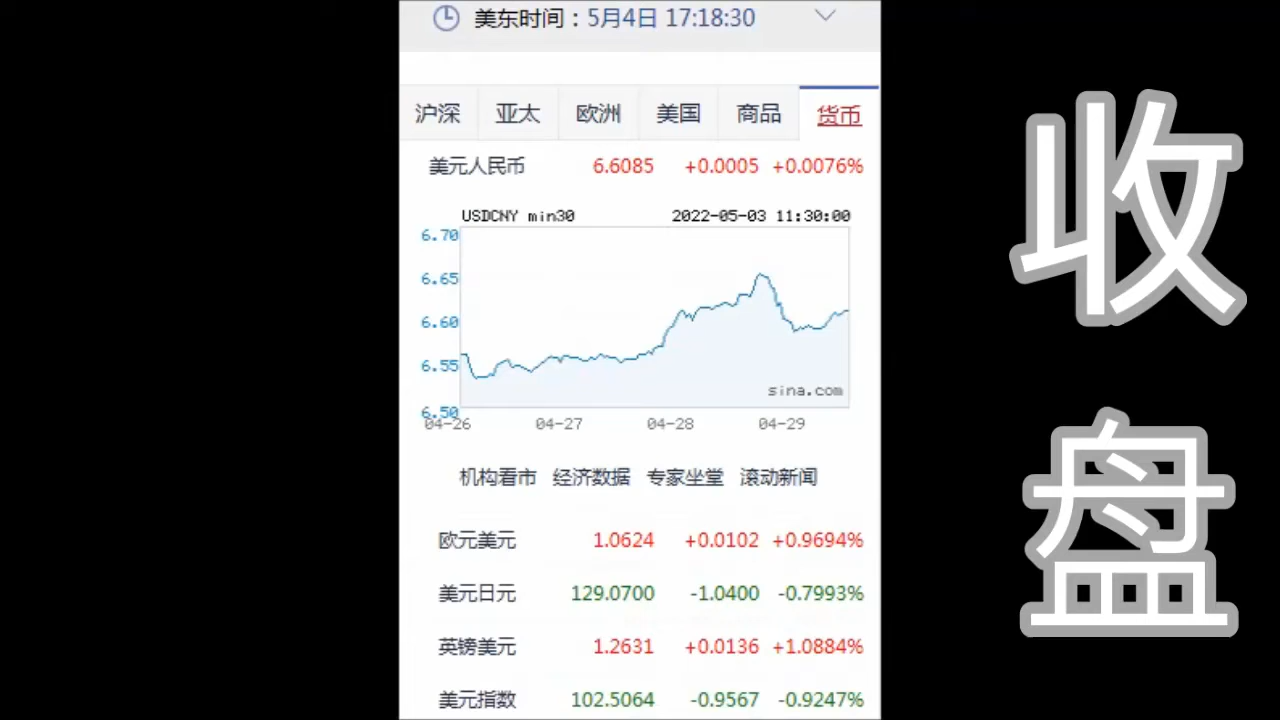 美东时间：5月4日 17:18:30
沪深 亚太 欧洲 美国 商品 货币
美元人民币 6.6085 +0.0005 +0.0076%
USDCNY min30 2022-05-03 11:30:00
6.70
6.65
6.60
6.55
6.50
sina.com
04-26 04-27 04-28 04-29
机构看市 经济数据 专家坐堂 滚动新闻
欧元美元 1.0624 +0.0102 +0.9694%
美元日元 129.0700 -1.0400 -0.7993%
英镑美元 1.2631 +0.0136 +1.0884%
美元指数 102.5064 -0.9567 -0.9247%
收
盘